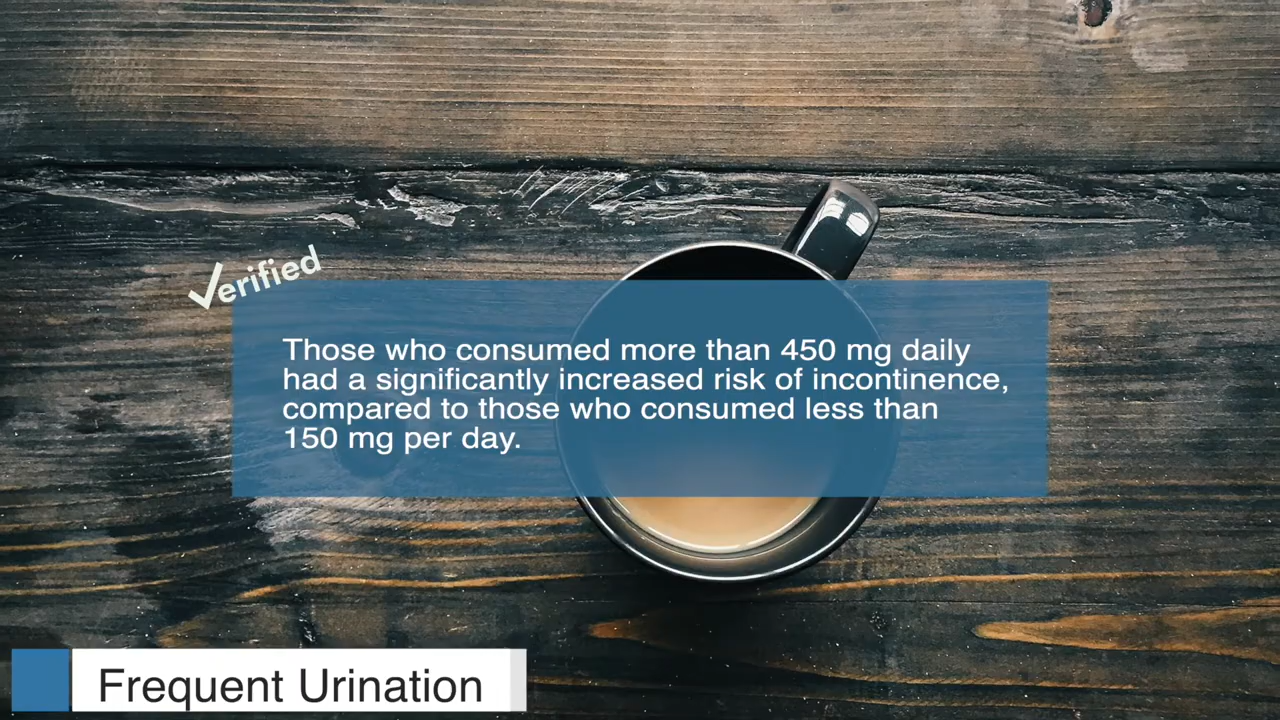 Verified
Those who consumed more than 450 mg daily
had a significantly increased risk of incontinence,
compared to those who consumed less than
150 mg per day.
Frequent Urination